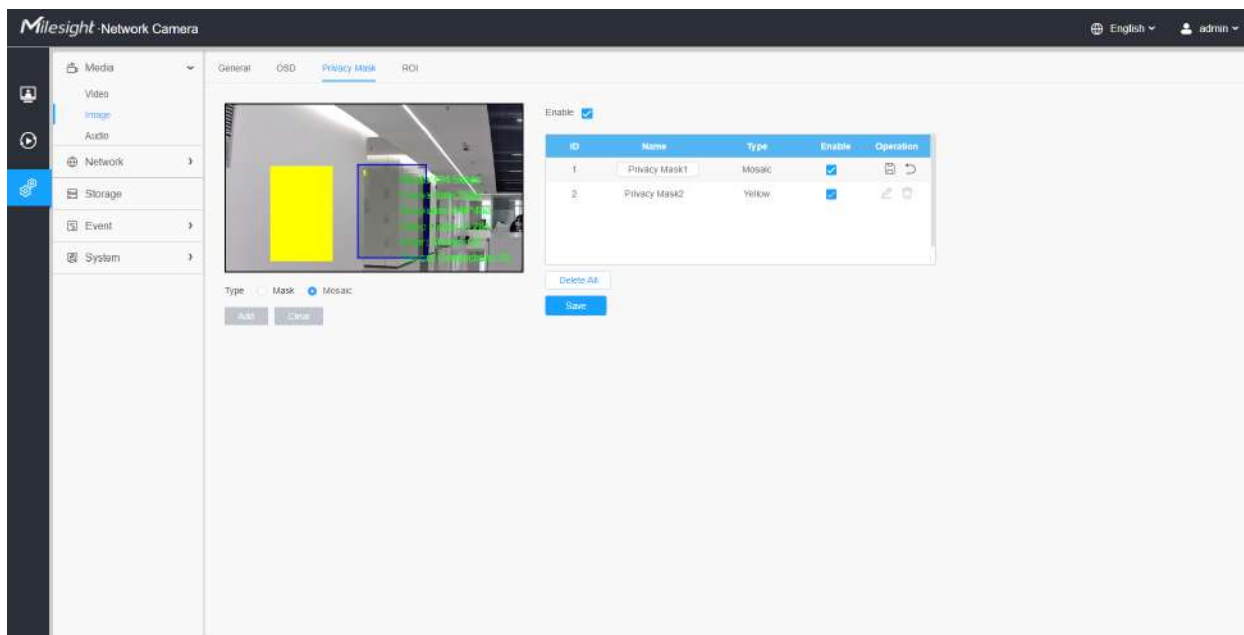 Milesight -Network Camera
English
admin
Media
Video
Image
Audio
Network
Storage
Event
System
General OSD Privacy Mask ROI
1
Type Mask Mosaic
Add Clear
Enable
ID Name Type Enable Operation
1 Privacy Mask1 Mosaic
2 Privacy Mask2 Yellow
Delete All
Save